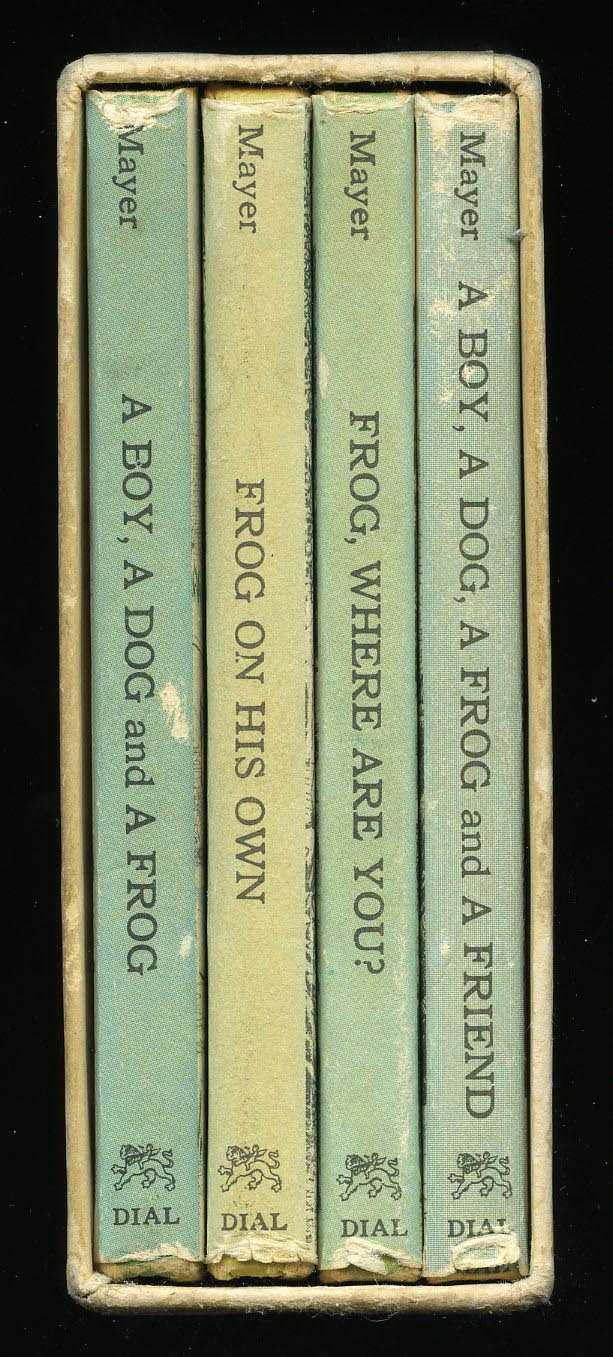 Mayer A BOY, A DOG and A FROG
DIAL
Mayer FROG ON HIS OWN
DIAL
Mayer FROG, WHERE ARE YOU?
DIAL
Mayer A BOY, A DOG, A FROG and A FRIEND
DIAL